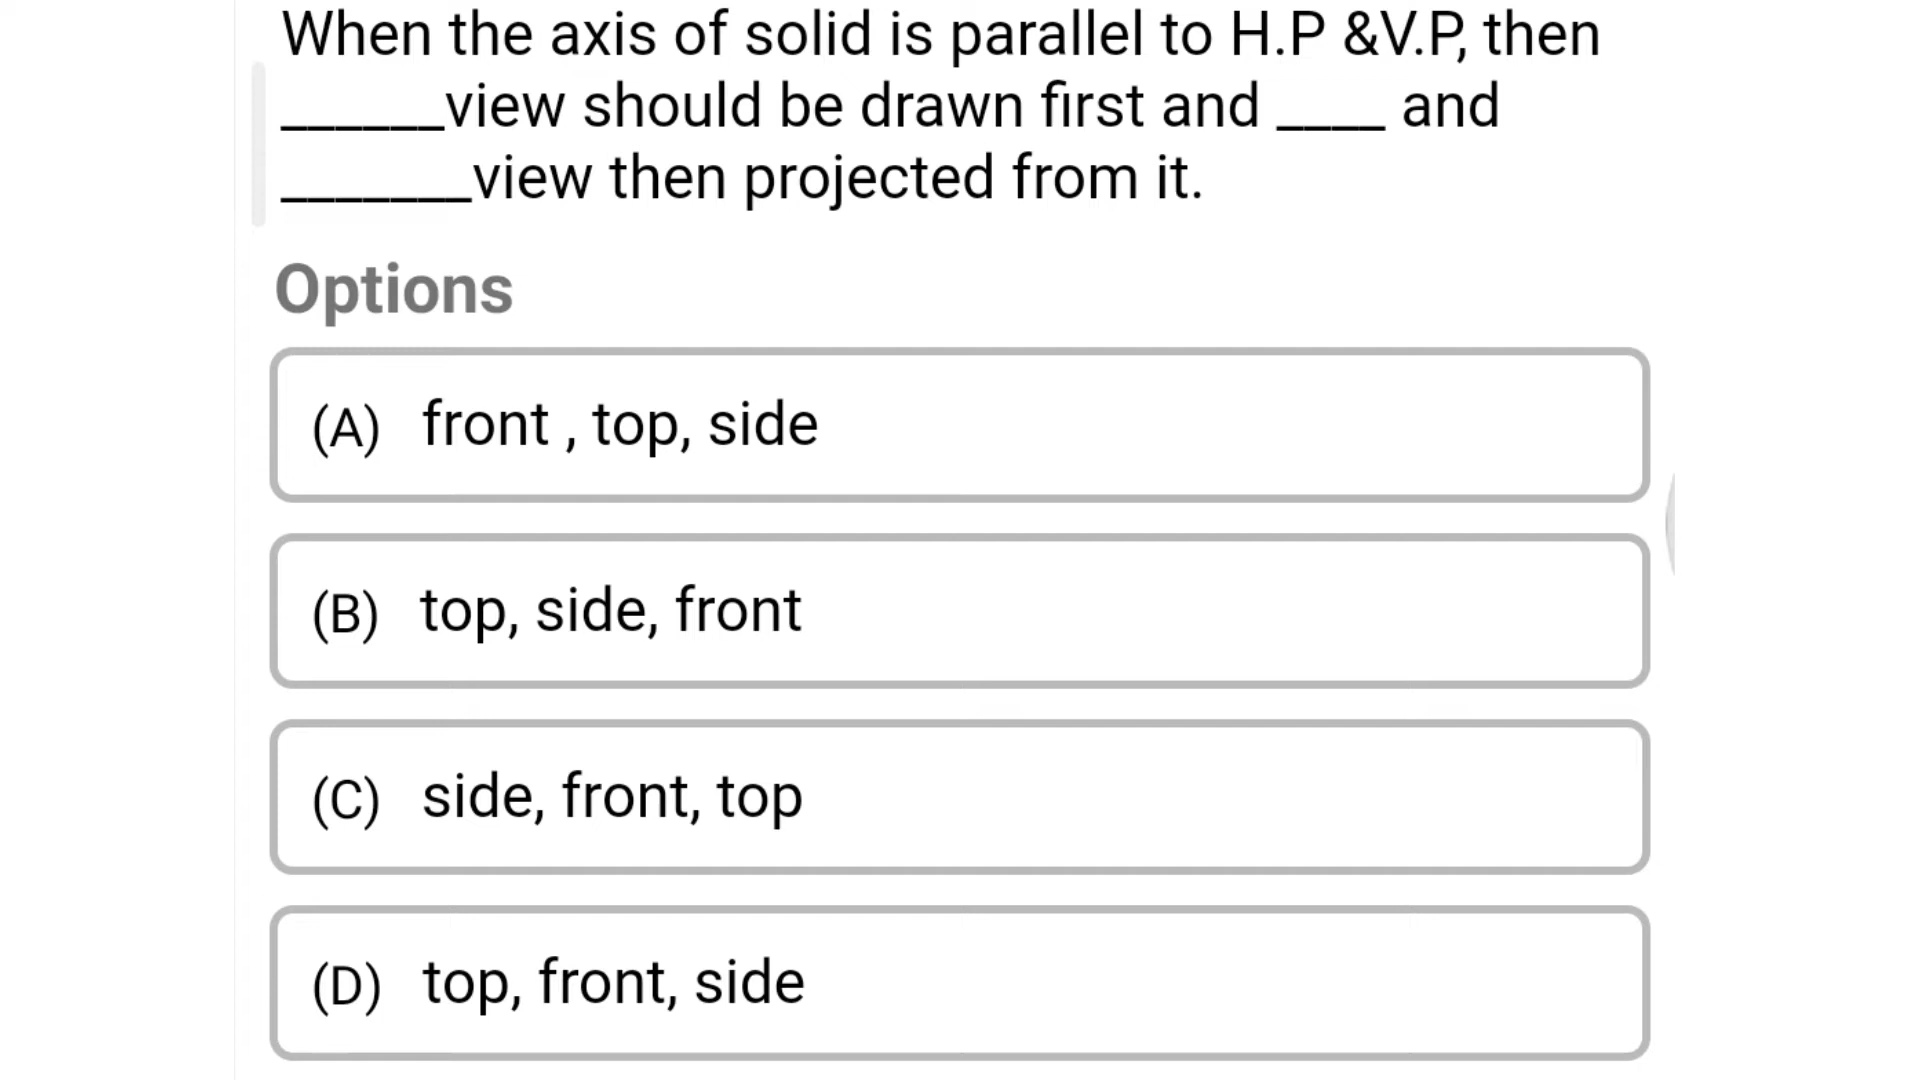 When the axis of solid is parallel to H.P &V.P, then
______view should be drawn first and ____ and
_______view then projected from it.
Options
(A) front , top, side
(B) top, side, front
(C) side, front, top
(D) top, front, side